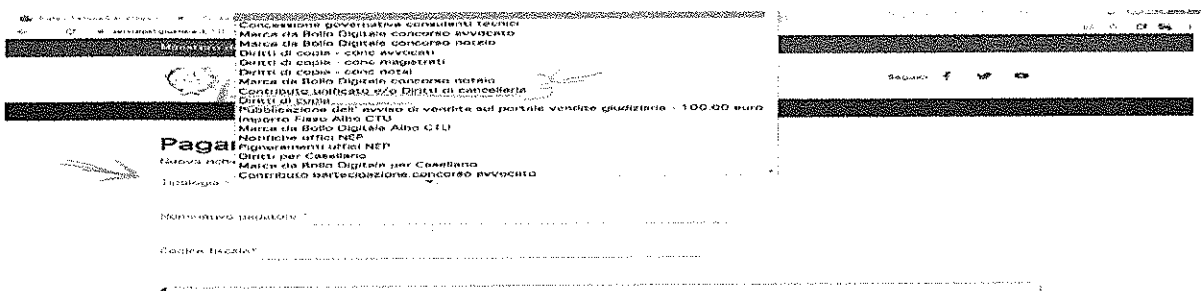 Concessione governativa consulenti tecnici
Marca da Bollo Digitale concorso avvocato
Marca da Bollo Digitale concorso notaio
Diritti di copia - conc avvocati
Diritti di copia - conc magistrati
Diritti di copia - conc notai
Marca da Bollo Digitale concorso notaio
Contributo unificato e/o Diritti di cancelleria
Diritti di copia
Pubblicazione dell'avviso di vendita sul portale vendite giudiziarie - 100.00 euro
Importo Fisso Albo CTU
Marca da Bollo Digitale Albo CTU
Notifiche uffici NEP
Pignoramenti uffici NEP
Diritti per Casellario
Marca da Bollo Digitale per Casellario
Contributo partecipazione concorso avvocato
Seguici
Nuova
Tipologia
Nominativo pagatore *
Codice fiscale*